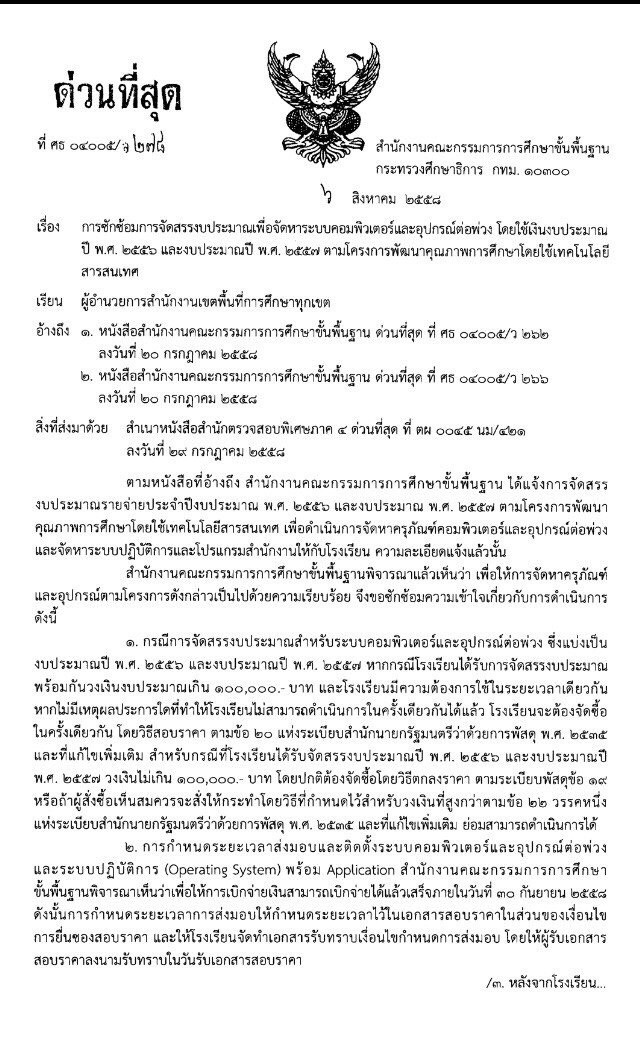 ด่วนที่สุด
ที่ ศธ ๐๔๐๐๕/ว ๒๗๘
สำนักงานคณะกรรมการการศึกษาขั้นพื้นฐาน
กระทรวงศึกษาธิการ กทม. ๑๐๓๐๐
๖ สิงหาคม ๒๕๕๘
เรื่อง การซักซ้อมการจัดสรรงบประมาณเพื่อจัดหาระบบคอมพิวเตอร์และอุปกรณ์ต่อพ่วง โดยใช้เงินงบประมาณ
ปี พ.ศ. ๒๕๕๖ และงบประมาณปี พ.ศ. ๒๕๕๗ ตามโครงการพัฒนาคุณภาพการศึกษาโดยใช้เทคโนโลยี
สารสนเทศ
เรียน ผู้อำนวยการสำนักงานเขตพื้นที่การศึกษาทุกเขต
อ้างถึง ๑. หนังสือสำนักงานคณะกรรมการการศึกษาขั้นพื้นฐาน ด่วนที่สุด ที่ ศธ ๐๔๐๐๕/ว ๒๖๒
ลงวันที่ ๒๐ กรกฎาคม ๒๕๕๘
๒. หนังสือสำนักงานคณะกรรมการการศึกษาขั้นพื้นฐาน ด่วนที่สุด ที่ ศธ ๐๔๐๐๕/ว ๒๖๖
ลงวันที่ ๒๐ กรกฎาคม ๒๕๕๘
สิ่งที่ส่งมาด้วย สำเนาหนังสือสำนักตรวจสอบพิเศษภาค ๔ ด่วนที่สุด ที่ ตผ ๐๐๔๕ นม/๔๒๑
ลงวันที่ ๒๙ กรกฎาคม ๒๕๕๘
ตามหนังสือที่อ้างถึง สำนักงานคณะกรรมการการศึกษาขั้นพื้นฐาน ได้แจ้งการจัดสรร
งบประมาณรายจ่ายประจำปีงบประมาณ พ.ศ. ๒๕๕๖ และงบประมาณ พ.ศ. ๒๕๕๗ ตามโครงการพัฒนา
คุณภาพการศึกษาโดยใช้เทคโนโลยีสารสนเทศ เพื่อดำเนินการจัดหาครุภัณฑ์คอมพิวเตอร์และอุปกรณ์ต่อพ่วง
และจัดหาระบบปฏิบัติการและโปรแกรมสำนักงานให้กับโรงเรียน ความละเอียดแจ้งแล้วนั้น
สำนักงานคณะกรรมการการศึกษาขั้นพื้นฐานพิจารณาแล้วเห็นว่า เพื่อให้การจัดหาครุภัณฑ์
และอุปกรณ์ตามโครงการดังกล่าวเป็นไปด้วยความเรียบร้อย จึงขอซักซ้อมความเข้าใจเกี่ยวกับการดำเนินการ
ดังนี้
๑. กรณีการจัดสรรงบประมาณสำหรับระบบคอมพิวเตอร์และอุปกรณ์ต่อพ่วง ซึ่งแบ่งเป็น
งบประมาณปี พ.ศ. ๒๕๕๖ และงบประมาณปี พ.ศ. ๒๕๕๗ หากกรณีโรงเรียนได้รับการจัดสรรงบประมาณ
พร้อมกันวงเงินงบประมาณเกิน ๑๐๐,๐๐๐.- บาท และโรงเรียนมีความต้องการใช้ในระยะเวลาเดียวกัน
หากไม่มีเหตุผลประการใดที่ทำให้โรงเรียนไม่สามารถดำเนินการในครั้งเดียวกันได้แล้ว โรงเรียนจะต้องจัดซื้อ
ในครั้งเดียวกัน โดยวิธีสอบราคา ตามข้อ ๒๐ แห่งระเบียบสำนักนายกรัฐมนตรีว่าด้วยการพัสดุ พ.ศ. ๒๕๓๕
และที่แก้ไขเพิ่มเติม สำหรับกรณีที่โรงเรียนได้รับจัดสรรงบประมาณปี พ.ศ. ๒๕๕๖ และงบประมาณปี
พ.ศ. ๒๕๕๗ วงเงินไม่เกิน ๑๐๐,๐๐๐.- บาท โดยปกติต้องจัดซื้อโดยวิธีตกลงราคา ตามระเบียบพัสดุข้อ ๑๙
หรือถ้าผู้สั่งซื้อเห็นสมควรจะสั่งให้กระทำโดยวิธีที่กำหนดไว้สำหรับวงเงินที่สูงกว่าตามข้อ ๒๒ วรรคหนึ่ง
แห่งระเบียบสำนักนายกรัฐมนตรีว่าด้วยการพัสดุ พ.ศ. ๒๕๓๕ และที่แก้ไขเพิ่มเติม ย่อมสามารถดำเนินการได้
๒. การกำหนดระยะเวลาส่งมอบและติดตั้งระบบคอมพิวเตอร์และอุปกรณ์ต่อพ่วง
และระบบปฏิบัติการ (Operating System) พร้อม Application สำนักงานคณะกรรมการการศึกษา
ขั้นพื้นฐานพิจารณาเห็นว่าเพื่อให้การเบิกจ่ายเงินสามารถเบิกจ่ายได้แล้วเสร็จภายในวันที่ ๓๐ กันยายน ๒๕๕๘
ดังนั้นการกำหนดระยะเวลาการส่งมอบให้กำหนดระยะเวลาไว้ในเอกสารสอบราคาในส่วนของเงื่อนไข
การยื่นซองสอบราคา และให้โรงเรียนจัดทำเอกสารรับทราบเงื่อนไขกำหนดการส่งมอบ โดยให้ผู้รับเอกสาร
สอบราคาลงนามรับทราบในวันรับเอกสารสอบราคา
/๓. หลังจากโรงเรียน...